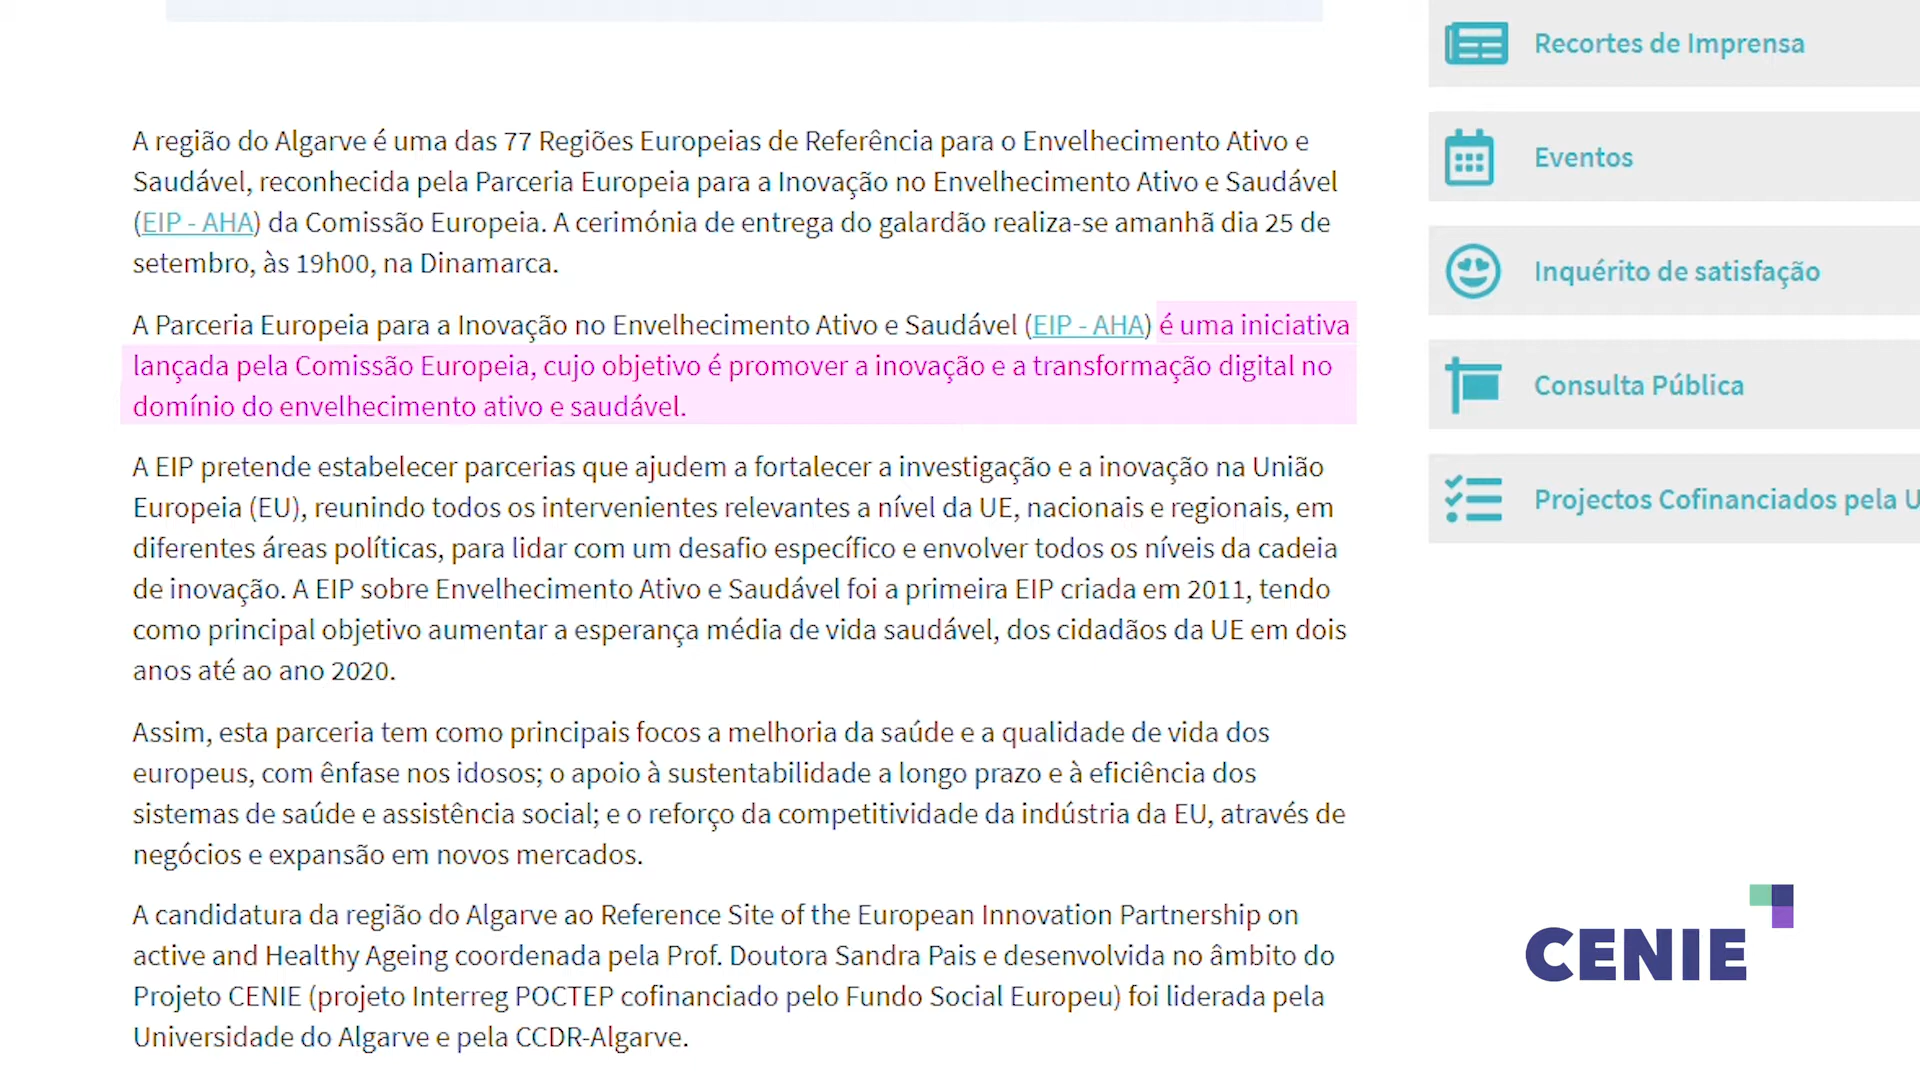 A região do Algarve é uma das 77 Regiões Europeias de Referência para o Envelhecimento Ativo e
Saudável, reconhecida pela Parceria Europeia para a Inovação no Envelhecimento Ativo e Saudável
(EIP - AHA) da Comissão Europeia. A cerimónia de entrega do galardão realiza-se amanhã dia 25 de
setembro, às 19h00, na Dinamarca.
A Parceria Europeia para a Inovação no Envelhecimento Ativo e Saudável (EIP - AHA) é uma iniciativa
lançada pela Comissão Europeia, cujo objetivo é promover a inovação e a transformação digital no
domínio do envelhecimento ativo e saudável.
A EIP pretende estabelecer parcerias que ajudem a fortalecer a investigação e a inovação na União
Europeia (EU), reunindo todos os intervenientes relevantes a nível da UE, nacionais e regionais, em
diferentes áreas políticas, para lidar com um desafio específico e envolver todos os níveis da cadeia
de inovação. A EIP sobre Envelhecimento Ativo e Saudável foi a primeira EIP criada em 2011, tendo
como principal objetivo aumentar a esperança média de vida saudável, dos cidadãos da UE em dois
anos até ao ano 2020.
Assim, esta parceria tem como principais focos a melhoria da saúde e a qualidade de vida dos
europeus, com ênfase nos idosos; o apoio à sustentabilidade a longo prazo e à eficiência dos
sistemas de saúde e assistência social; e o reforço da competitividade da indústria da EU, através de
negócios e expansão em novos mercados.
A candidatura da região do Algarve ao Reference Site of the European Innovation Partnership on
active and Healthy Ageing coordenada pela Prof. Doutora Sandra Pais e desenvolvida no âmbito do
Projeto CENIE (projeto Interreg POCTEP cofinanciado pelo Fundo Social Europeu) foi liderada pela
Universidade do Algarve e pela CCDR-Algarve.
Recortes de Imprensa
Eventos
Inquérito de satisfação
Consulta Pública
Projectos Cofinanciados pela U
CENIE